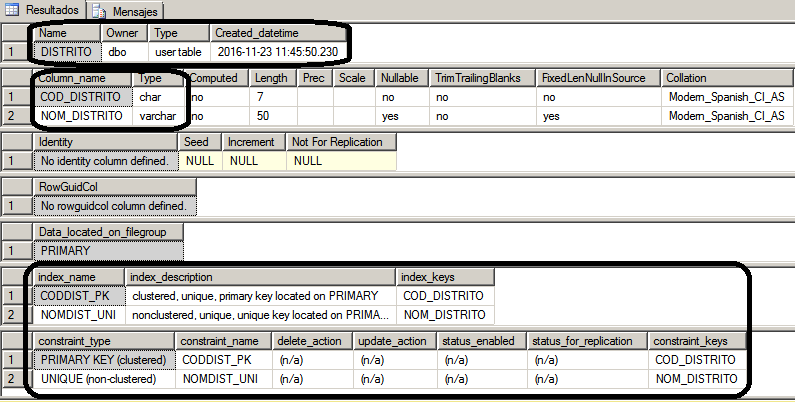 Resultados Mensajes
Name Owner Type Created_datetime
1 DISTRITO dbo user table 2016-11-23 11:45:50.230
Column_name Type Computed Length Prec Scale Nullable TrimTrailingBlanks FixedLenNullInSource Collation
1 COD_DISTRITO char no 7 no no no Modern_Spanish_CI_AS
2 NOM_DISTRITO varchar no 50 yes no yes Modern_Spanish_CI_AS
Identity Seed Increment Not For Replication
1 No identity column defined. NULL NULL NULL
RowGuidCol
1 No rowguidcol column defined.
Data_located_on_filegroup
1 PRIMARY
index_name index_description index_keys
1 CODDIST_PK clustered, unique, primary key located on PRIMARY COD_DISTRITO
2 NOMDIST_UNI nonclustered, unique, unique key located on PRIMA... NOM_DISTRITO
constraint_type constraint_name delete_action update_action status_enabled status_for_replication constraint_keys
1 PRIMARY KEY (clustered) CODDIST_PK (n/a) (n/a) (n/a) (n/a) COD_DISTRITO
2 UNIQUE (non-clustered) NOMDIST_UNI (n/a) (n/a) (n/a) (n/a) NOM_DISTRITO